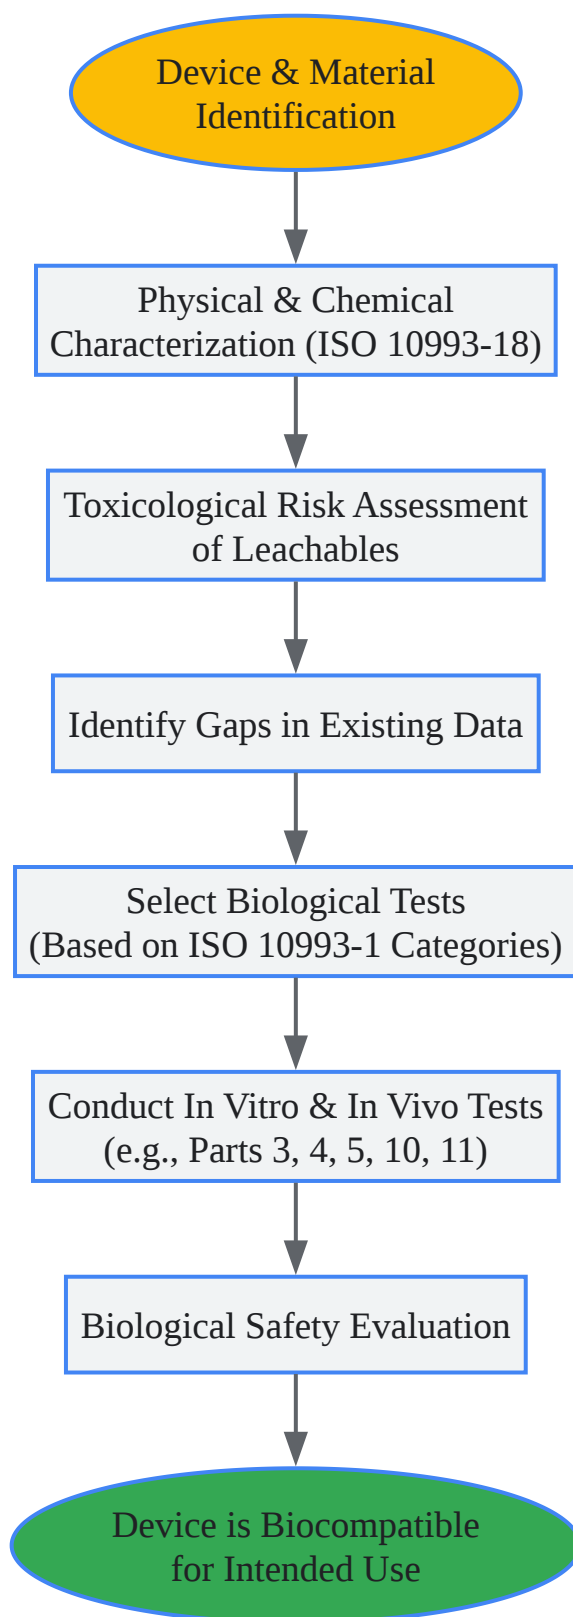 Device & Material
Identification
Physical & Chemical
Characterization (ISO 10993-18)
Toxicological Risk Assessment
of Leachables
Identify Gaps in Existing Data
Select Biological Tests
(Based on ISO 10993-1 Categories)
Conduct In Vitro & In Vivo Tests
(e.g., Parts 3, 4, 5, 10, 11)
Biological Safety Evaluation
Device is Biocompatible
for Intended Use